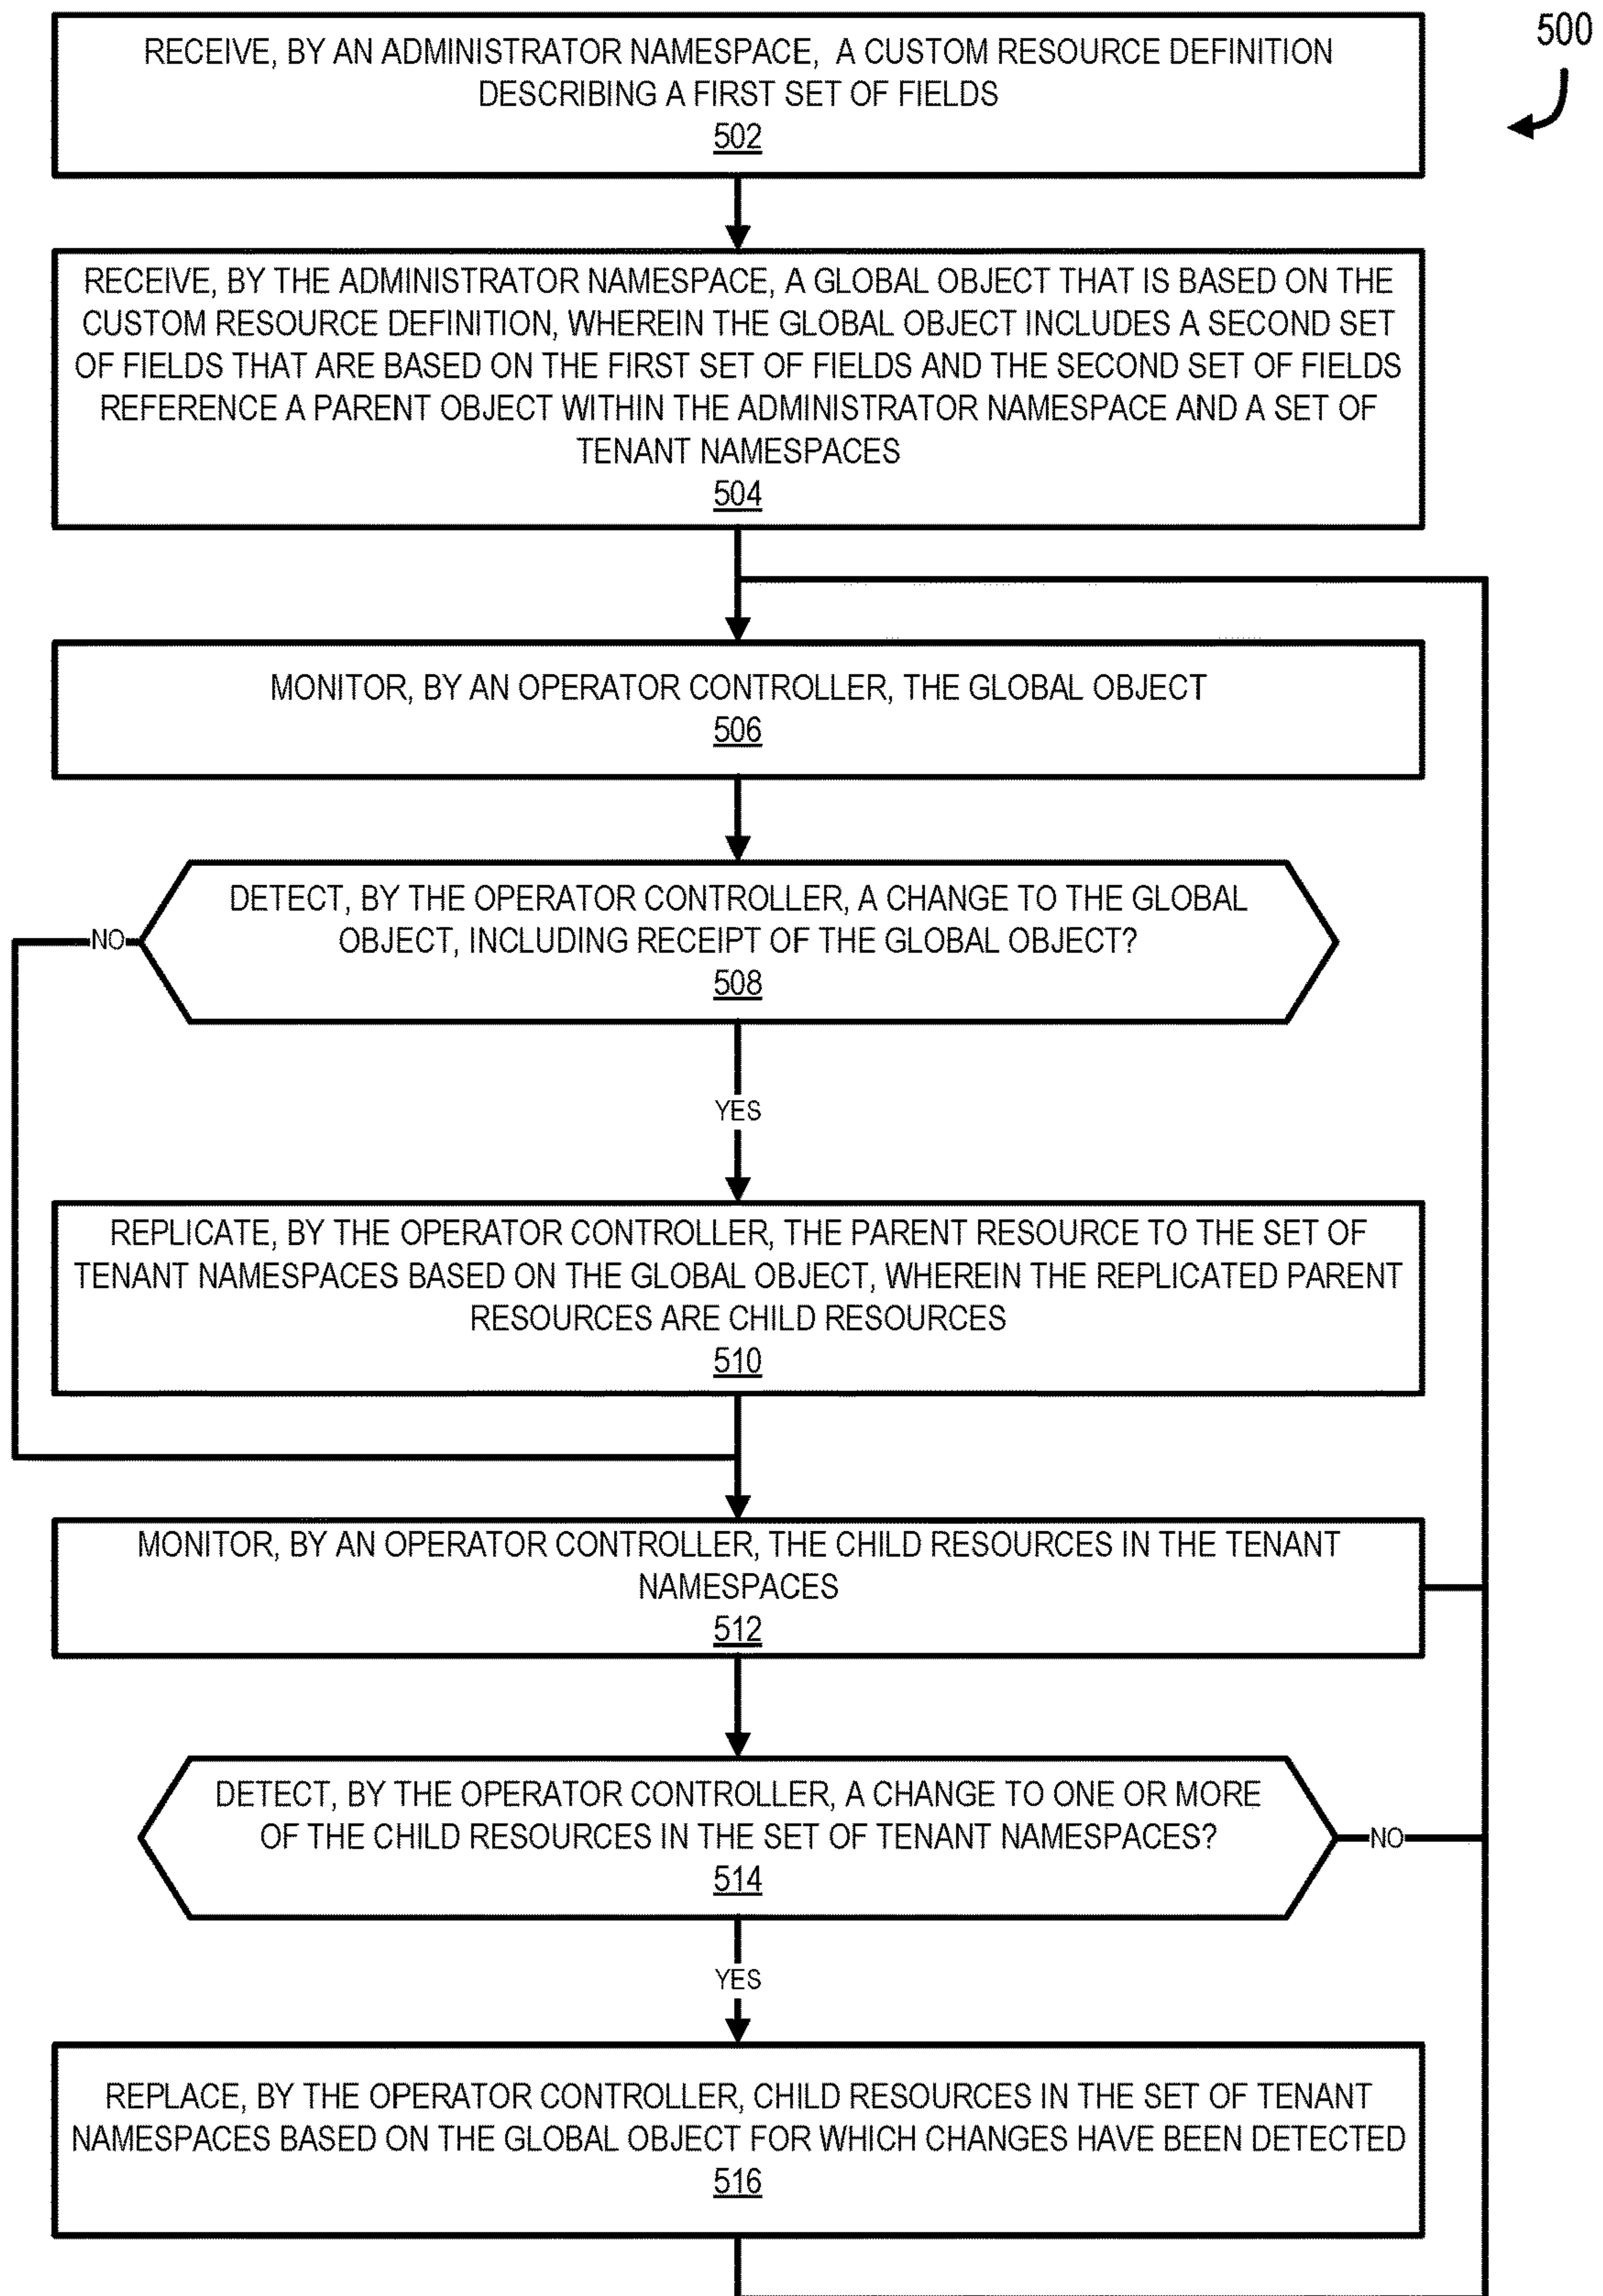 500
RECEIVE, BY AN ADMINISTRATOR NAMESPACE, A CUSTOM RESOURCE DEFINITION
DESCRIBING A FIRST SET OF FIELDS
502
RECEIVE, BY THE ADMINISTRATOR NAMESPACE, A GLOBAL OBJECT THAT IS BASED ON THE
CUSTOM RESOURCE DEFINITION, WHEREIN THE GLOBAL OBJECT INCLUDES A SECOND SET
OF FIELDS THAT ARE BASED ON THE FIRST SET OF FIELDS AND THE SECOND SET OF FIELDS
REFERENCE A PARENT OBJECT WITHIN THE ADMINISTRATOR NAMESPACE AND A SET OF
TENANT NAMESPACES
504
MONITOR, BY AN OPERATOR CONTROLLER, THE GLOBAL OBJECT
506
DETECT, BY THE OPERATOR CONTROLLER, A CHANGE TO THE GLOBAL
OBJECT, INCLUDING RECEIPT OF THE GLOBAL OBJECT?
508
NO
YES
REPLICATE, BY THE OPERATOR CONTROLLER, THE PARENT RESOURCE TO THE SET OF
TENANT NAMESPACES BASED ON THE GLOBAL OBJECT, WHEREIN THE REPLICATED PARENT
RESOURCES ARE CHILD RESOURCES
510
MONITOR, BY AN OPERATOR CONTROLLER, THE CHILD RESOURCES IN THE TENANT
NAMESPACES
512
DETECT, BY THE OPERATOR CONTROLLER, A CHANGE TO ONE OR MORE
OF THE CHILD RESOURCES IN THE SET OF TENANT NAMESPACES?
514
NO
YES
REPLACE, BY THE OPERATOR CONTROLLER, CHILD RESOURCES IN THE SET OF TENANT
NAMESPACES BASED ON THE GLOBAL OBJECT FOR WHICH CHANGES HAVE BEEN DETECTED
516